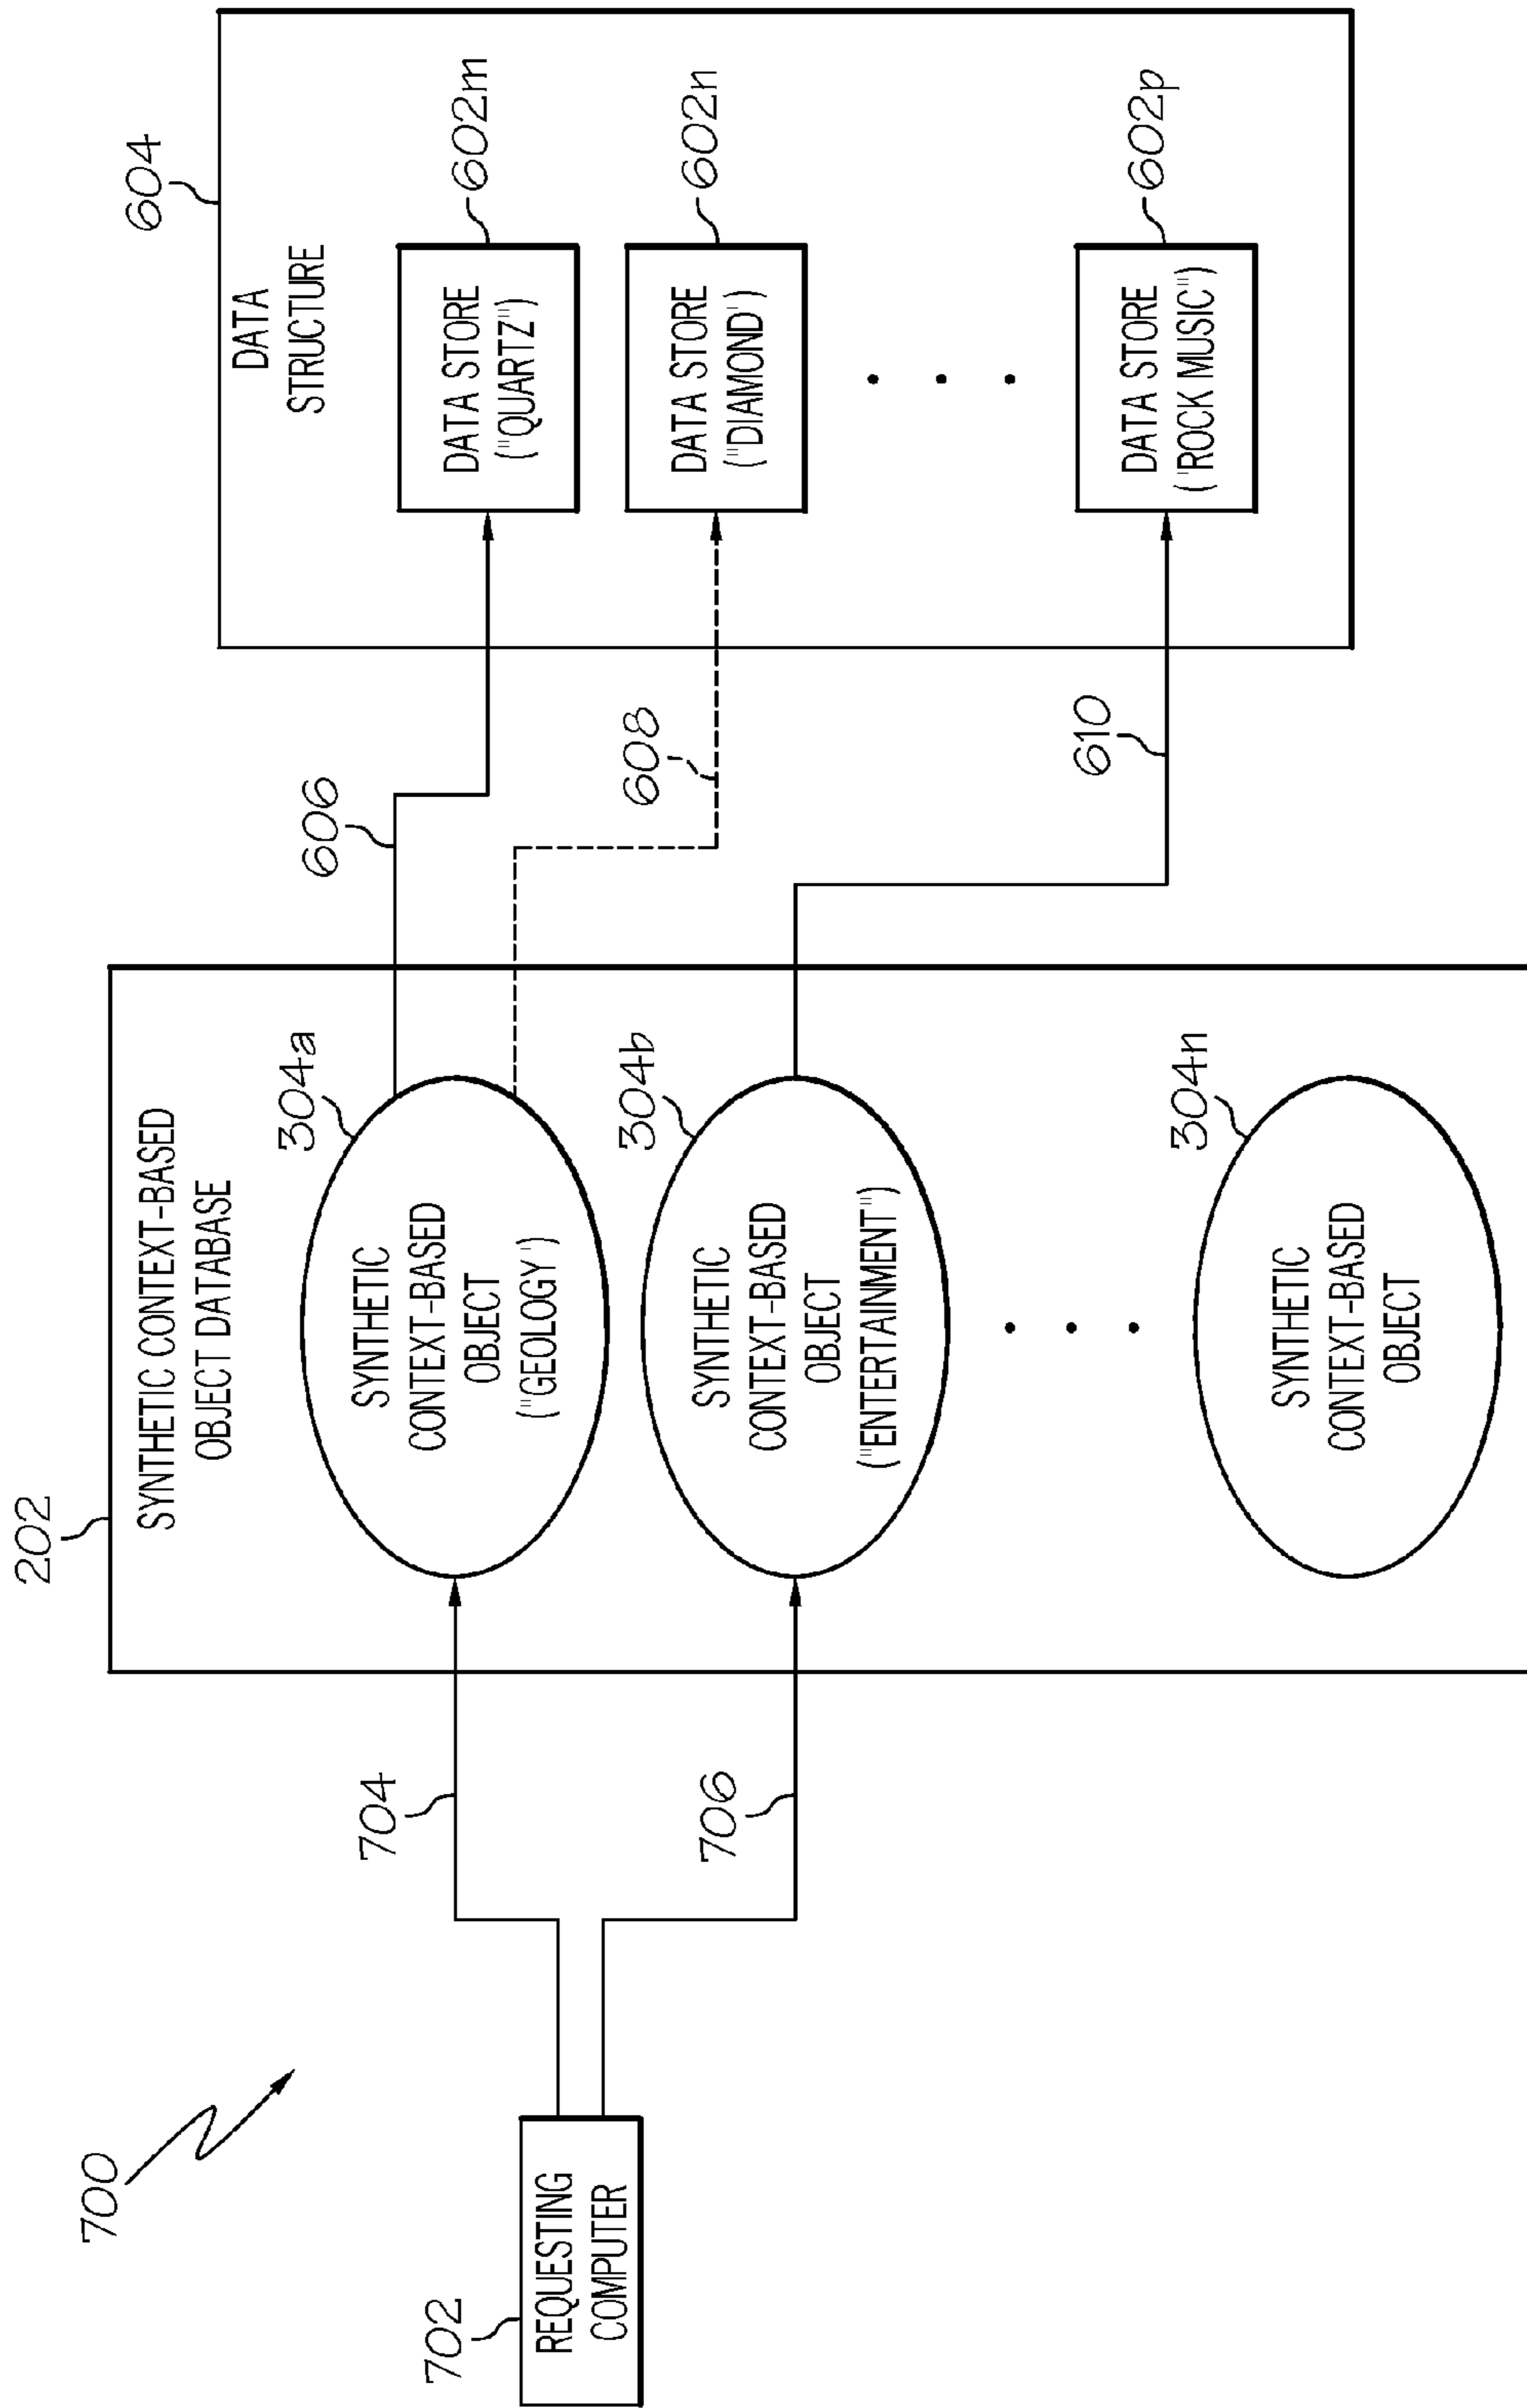 700
702
REQUESTING
COMPUTER
704
706
202
SYNTHETIC CONTEXT-BASED
OBJECT DATABASE
304a
SYNTHETIC
CONTEXT-BASED
OBJECT
("GEOLOGY')
304b
SYNTHETIC
CONTEXT-BASED
OBJECT
("ENTERTAINMENT")
304n
SYNTHETIC
CONTEXT-BASED
OBJECT
606
608
610
604
DATA
STRUCTURE
602m
DATA STORE
("QUARTZ")
602n
DATA STORE
("DIAMOND')
602p
DATA STORE
('ROCK MUSIC")